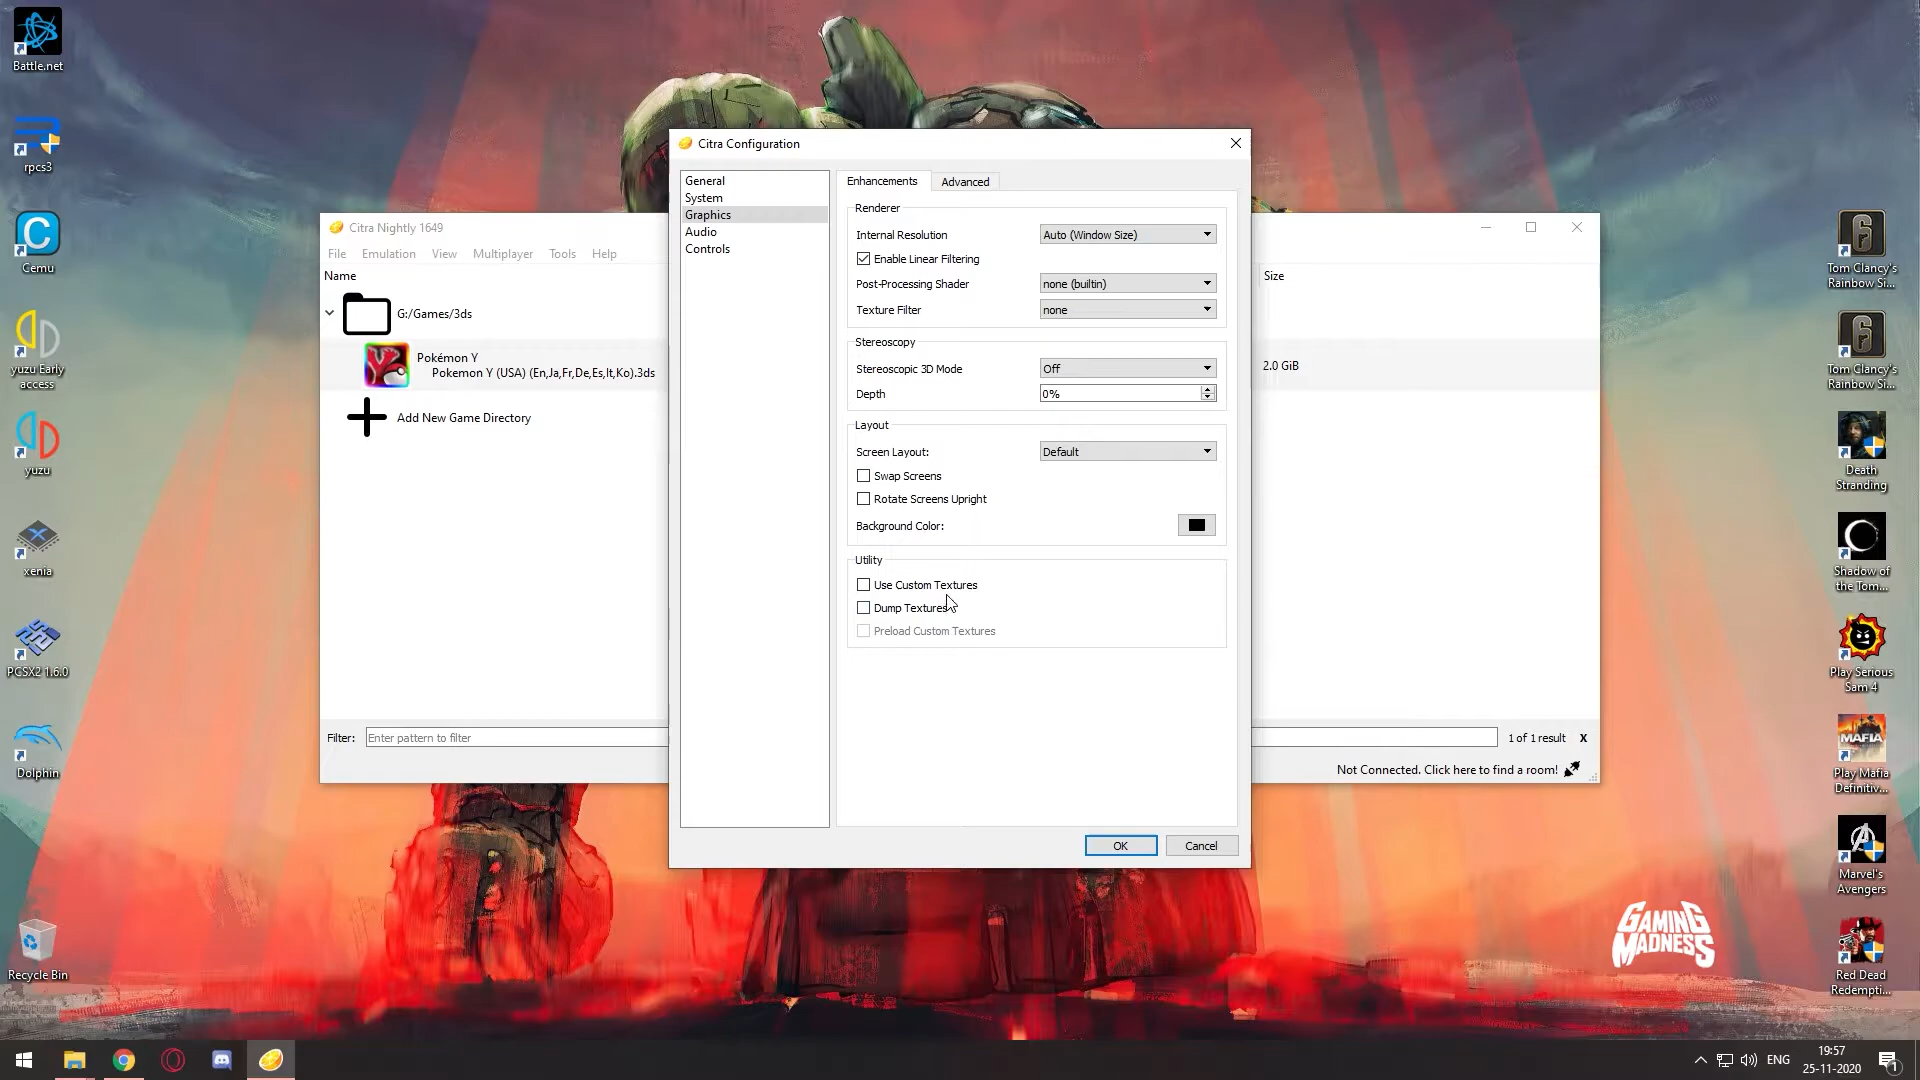 Battle.net
rpcs3
Cemu
yuzu Early
access
yuzu
xenia
PCSX2 1.6.0
Dolphin
Recycle Bin
Citra Nightly 1649
File Emulation View Multiplayer Tools Help
Name
Size
G:/Games/3ds
Pokémon Y
Pokemon Y (USA) (En,Ja,Fr,De,Es,It,Ko).3ds
2.0 GiB
Add New Game Directory
Filter: Enter pattern to filter
1 of 1 result X
Not Connected. Click here to find a room!
Citra Configuration
General
System
Graphics
Audio
Controls
Enhancements Advanced
Renderer
Internal Resolution Auto (Window Size)
Enable Linear Filtering
Post-Processing Shader none (builtin)
Texture Filter none
Stereoscopy
Stereoscopic 3D Mode Off
Depth 0%
Layout
Screen Layout: Default
Swap Screens
Rotate Screens Upright
Background Color:
Utility
Use Custom Textures
Dump Textures
Preload Custom Textures
OK Cancel
6
Tom Clancy's
Rainbow Si...
6
Tom Clancy's
Rainbow Si...
Death
Stranding
Shadow of
the Tom...
Play Serious
Sam 4
MAFIA
Play Mafia
Definitiv...
Marvel's
Avengers
Red Dead
Redempti...
GAMING
MADNESS
ENG
19:57
25-11-2020
1